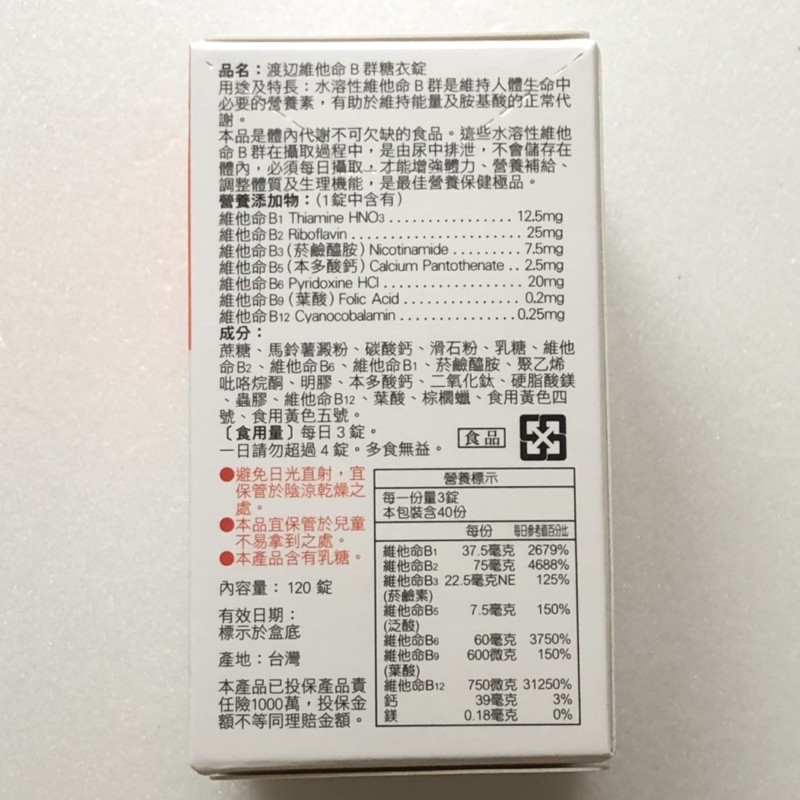 品名：渡辺維他命B群糖衣錠
用途及特長：水溶性維他命B群是維持人體生命中
必要的營養素，有助於維持能量及胺基酸的正常代
謝。
本品是體內代謝不可欠缺的食品。這些水溶性維他
命B群在攝取過程中，是由尿中排泄，不會儲存在
體內，必須每日攝取，才能增強體力、營養補給、
調整體質及生理機能，是最佳營養保健極品。
營養添加物：(1錠中含有)
維他命B1 Thiamine HNO3 ............... 12.5mg
維他命B2 Riboflavin ............... 25mg
維他命B3(菸鹼醯胺) Nicotinamide ......... 7.5mg
維他命B5(本多酸鈣) Calcium Pantothenate .. 2.5mg
維他命B6 Pyridoxine HCl ............... 20mg
維他命B9(葉酸) Folic Acid ............... 0.2mg
維他命B12 Cyanocobalamin ............... 0.25mg
成分：
蔗糖、馬鈴薯澱粉、碳酸鈣、滑石粉、乳糖、維他
命B2、維他命B6、維他命B1、菸鹼醯胺、聚乙烯
吡咯烷酮、明膠、本多酸鈣、二氧化鈦、硬脂酸鎂
、蟲膠、維他命B12、葉酸、棕櫚蠟、食用黃色四
號、食用黃色五號。
〔食用量〕每日3錠。
一日請勿超過4錠。多食無益。
食品
●避免日光直射，宜
保管於陰涼乾燥之
處。
●本品宜保管於兒童
不易拿到之處。
●本產品含有乳糖。
內容量：120錠
有效日期：
標示於盒底
產地：台灣
本產品已投保產品責
任險1000萬，投保金
額不等同理賠金額。
營養標示
每一份量3錠
本包裝含40份
每份 每日參考值百分比
維他命B1 37.5毫克 2679%
維他命B2 75毫克 4688%
維他命B3 22.5毫克NE 125%
(菸鹼素)
維他命B5 7.5毫克 150%
(泛酸)
維他命B6 60毫克 3750%
維他命B9 600微克 150%
(葉酸)
維他命B12 750微克 31250%
鈣 39毫克 3%
鎂 0.18毫克 0%